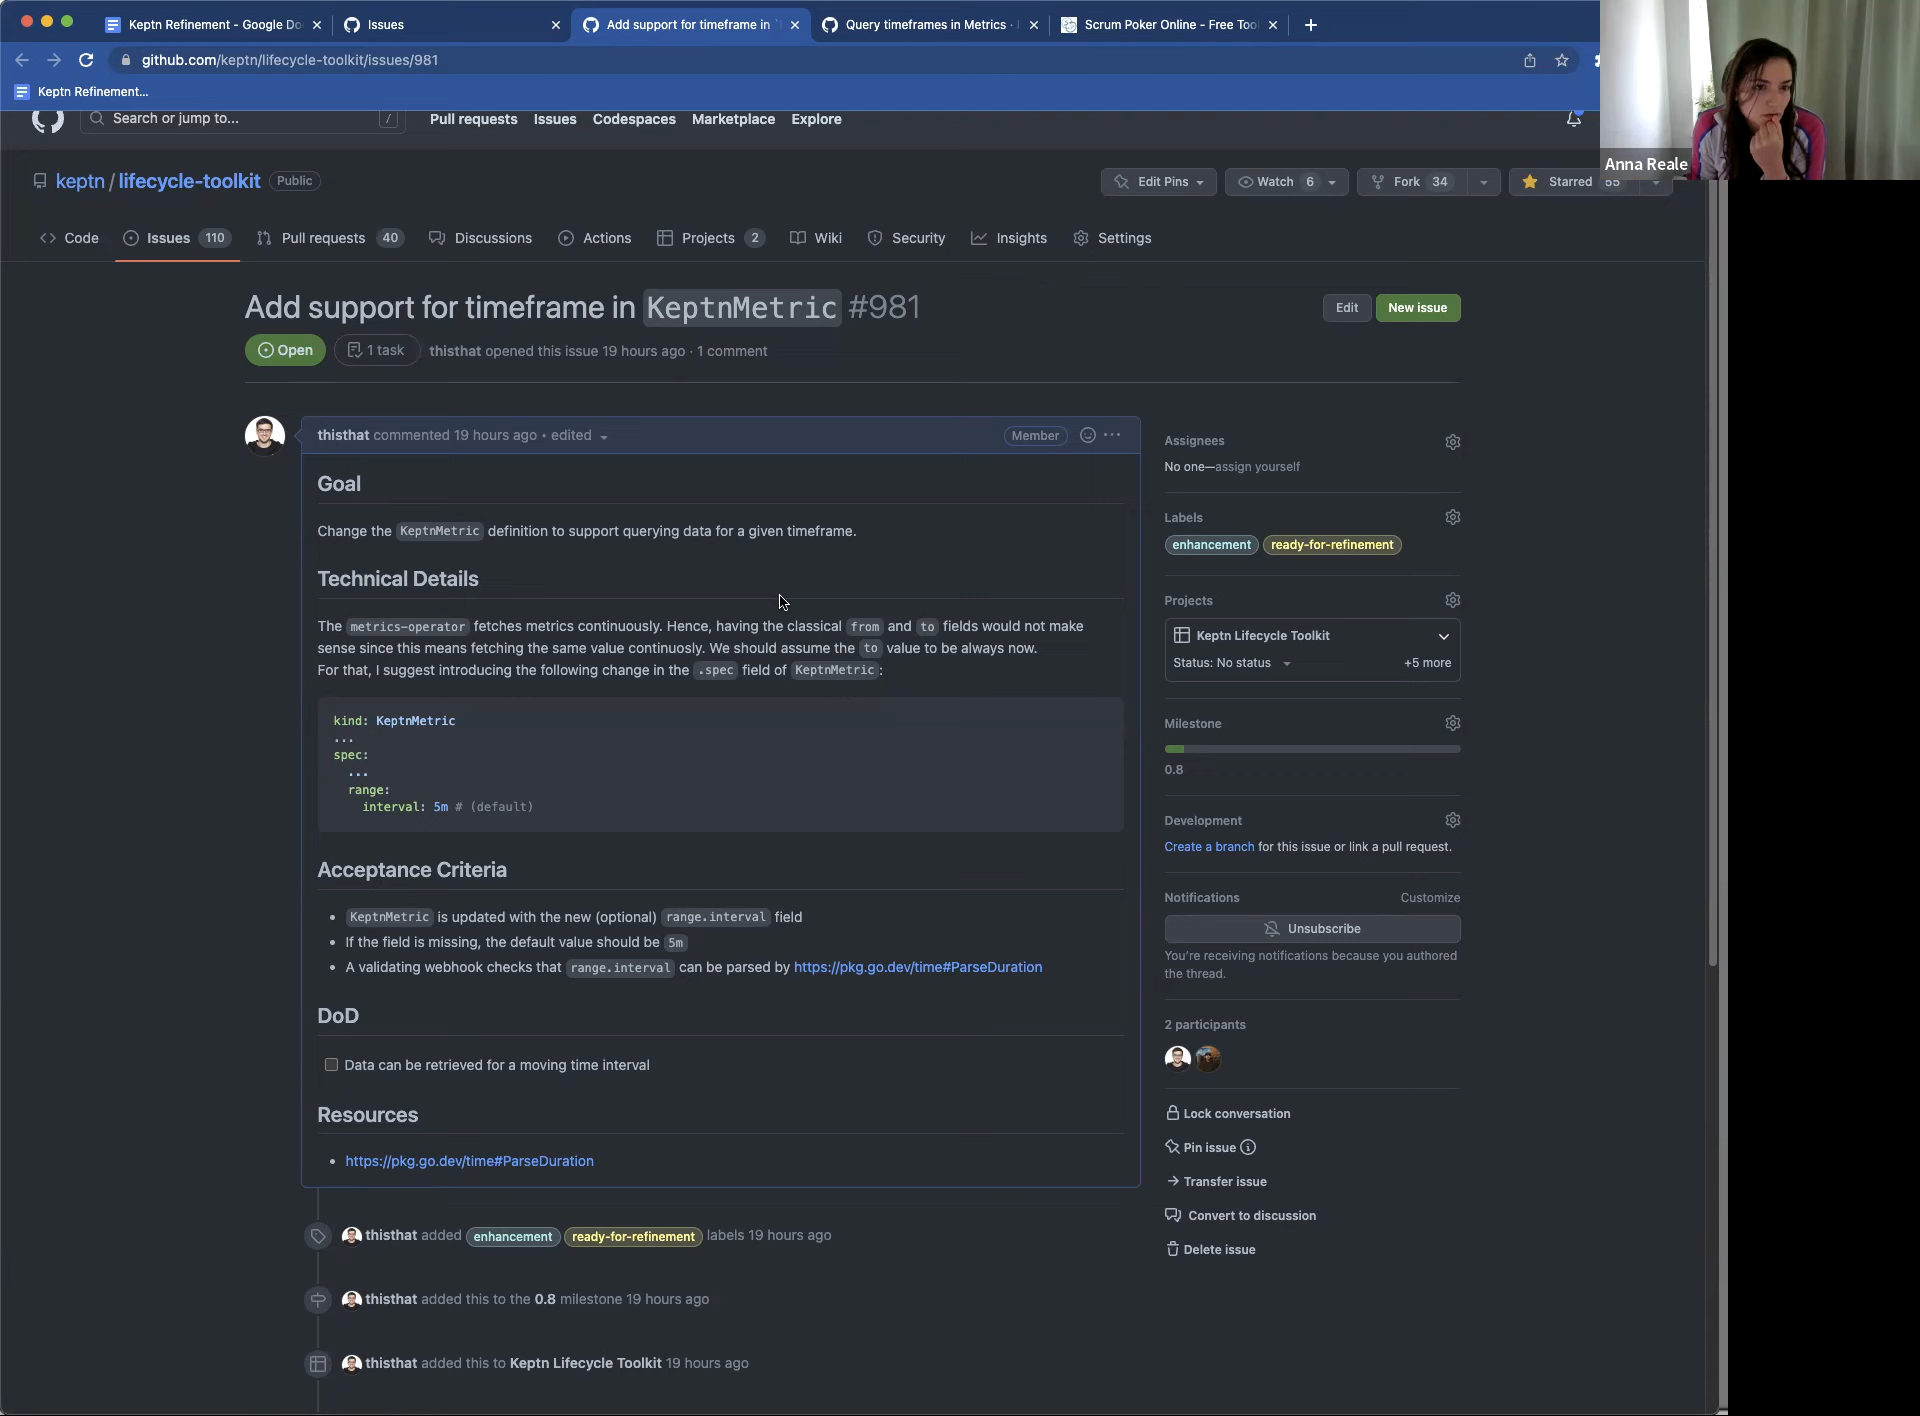 Keptn Refinement - Google Do
Issues
Add support for timeframe in
Query timeframes in Metrics ·
Scrum Poker Online - Free Too
github.com/keptn/lifecycle-toolkit/issues/981
Keptn Refinement...
Search or jump to... /
Pull requests Issues Codespaces Marketplace Explore
Anna Reale
keptn / lifecycle-toolkit Public
Edit Pins Watch 6 Fork 34 Starred 55
Code Issues 110 Pull requests 40 Discussions Actions Projects 2 Wiki Security Insights Settings
Add support for timeframe in KeptnMetric #981
Edit New issue
Open 1 task thisthat opened this issue 19 hours ago · 1 comment
thisthat commented 19 hours ago • edited Member
Goal
Change the KeptnMetric definition to support querying data for a given timeframe.
Technical Details
The metrics-operator fetches metrics continuously. Hence, having the classical from and to fields would not make
sense since this means fetching the same value continuosly. We should assume the to value to be always now.
For that, I suggest introducing the following change in the .spec field of KeptnMetric:
kind: KeptnMetric
...
spec:
...
range:
interval: 5m # (default)
Acceptance Criteria
• KeptnMetric is updated with the new (optional) range.interval field
• If the field is missing, the default value should be 5m
• A validating webhook checks that range.interval can be parsed by https://pkg.go.dev/time#ParseDuration
DoD
Data can be retrieved for a moving time interval
Resources
• https://pkg.go.dev/time#ParseDuration
thisthat added enhancement ready-for-refinement labels 19 hours ago
thisthat added this to the 0.8 milestone 19 hours ago
thisthat added this to Keptn Lifecycle Toolkit 19 hours ago
Assignees
No one—assign yourself
Labels
enhancement ready-for-refinement
Projects
Keptn Lifecycle Toolkit
Status: No status +5 more
Milestone
0.8
Development
Create a branch for this issue or link a pull request.
Notifications Customize
Unsubscribe
You're receiving notifications because you authored
the thread.
2 participants
Lock conversation
Pin issue
Transfer issue
Convert to discussion
Delete issue